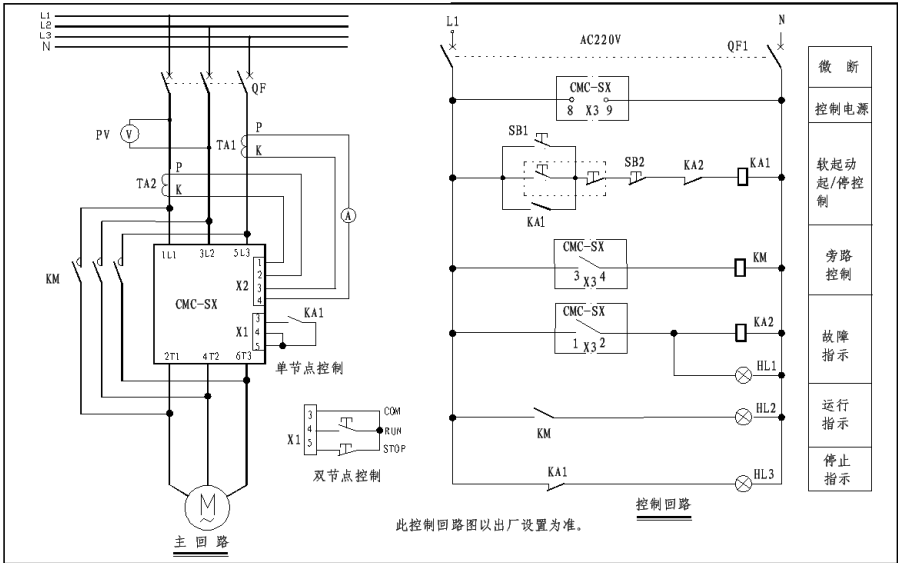 L1
L2
L3
N
QF
PV V
TA1
P
K
TA2
P
K
A
KM
1L1 3L2 5L3
CMC-SX
X2
1
2
3
4
X1
3
4
5
KA1
2T1 4T2 6T3
单节点控制
X1
3
4
5
COM
RUN
STOP
双节点控制
M
~
主回路
L1
N
AC220V
QF1
CMC-SX
8 X3 9
SB1
SB2
KA2
KA1
KA1
CMC-SX
3 4
X3
KM
CMC-SX
1 X3 2
KA2
HL1
KM
HL2
KA1
HL3
控制回路
此控制回路图以出厂设置为准。
微断
控制电源
软起动
起/停控
制
旁路
控制
故障
指示
运行
指示
停止
指示